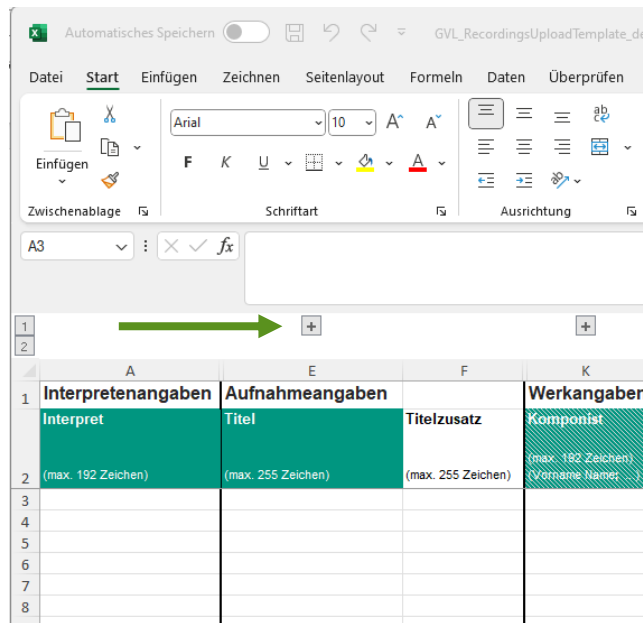 Automatisches Speichern GVL_RecordingsUploadTemplate_de
Datei Start Einfügen Zeichnen Seitenlayout Formeln Daten Überprüfen
Arial 10 A A ab
Einfügen F K U A
Zwischenablage Schriftart Ausrichtung
A3 fx
1 + +
2
A E F K
1 Interpretenangaben Aufnahmeangaben Werkangaben
Interpret Titel Titelzusatz Komponist
(max. 192 Zeichen)
2 (max. 192 Zeichen) (max. 255 Zeichen) (max. 255 Zeichen) (Vorname Name; ...)
3
4
5
6
7
8